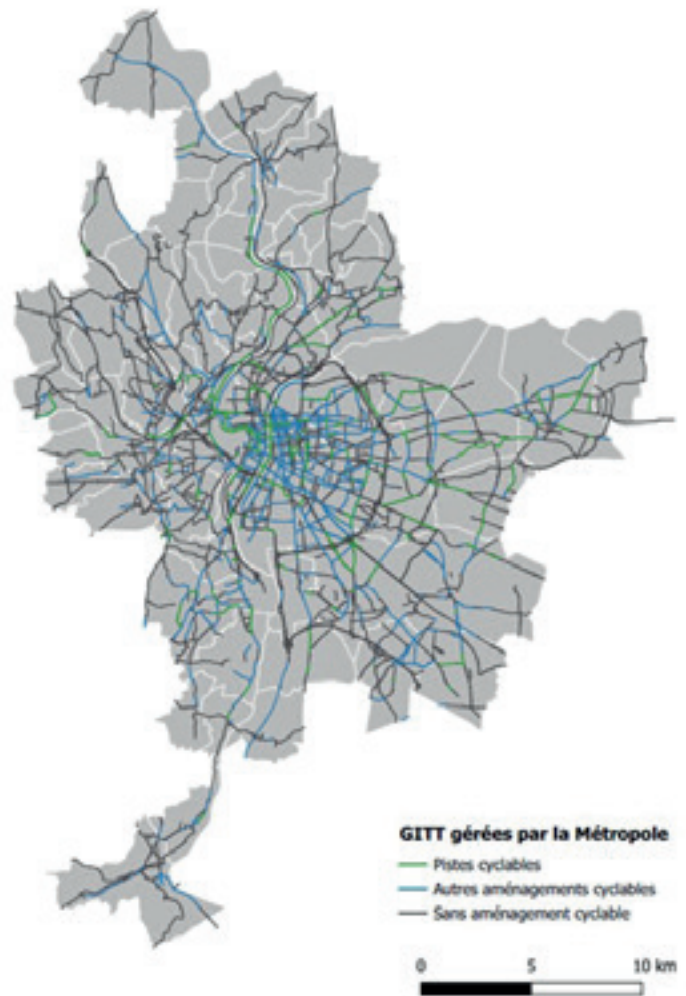 GITT gérées par la Métropole
Pistes cyclables
Autres aménagements cyclables
Sans aménagement cyclable
0 5 10 km